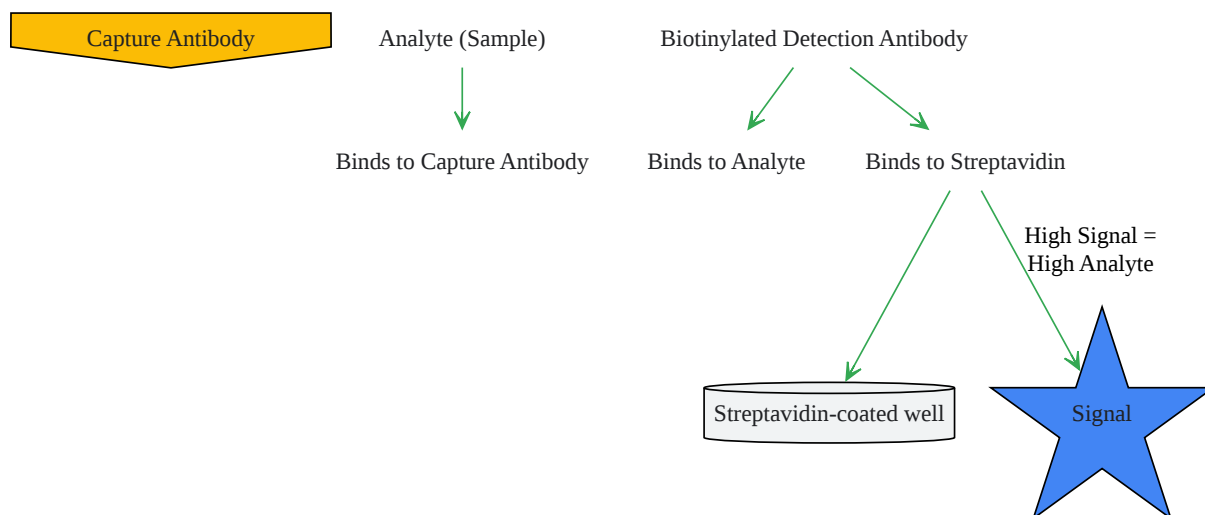 Capture Antibody
Analyte (Sample)
Biotinylated Detection Antibody
Binds to Capture Antibody
Binds to Analyte
Binds to Streptavidin
High Signal =
High Analyte
Streptavidin-coated well
Signal